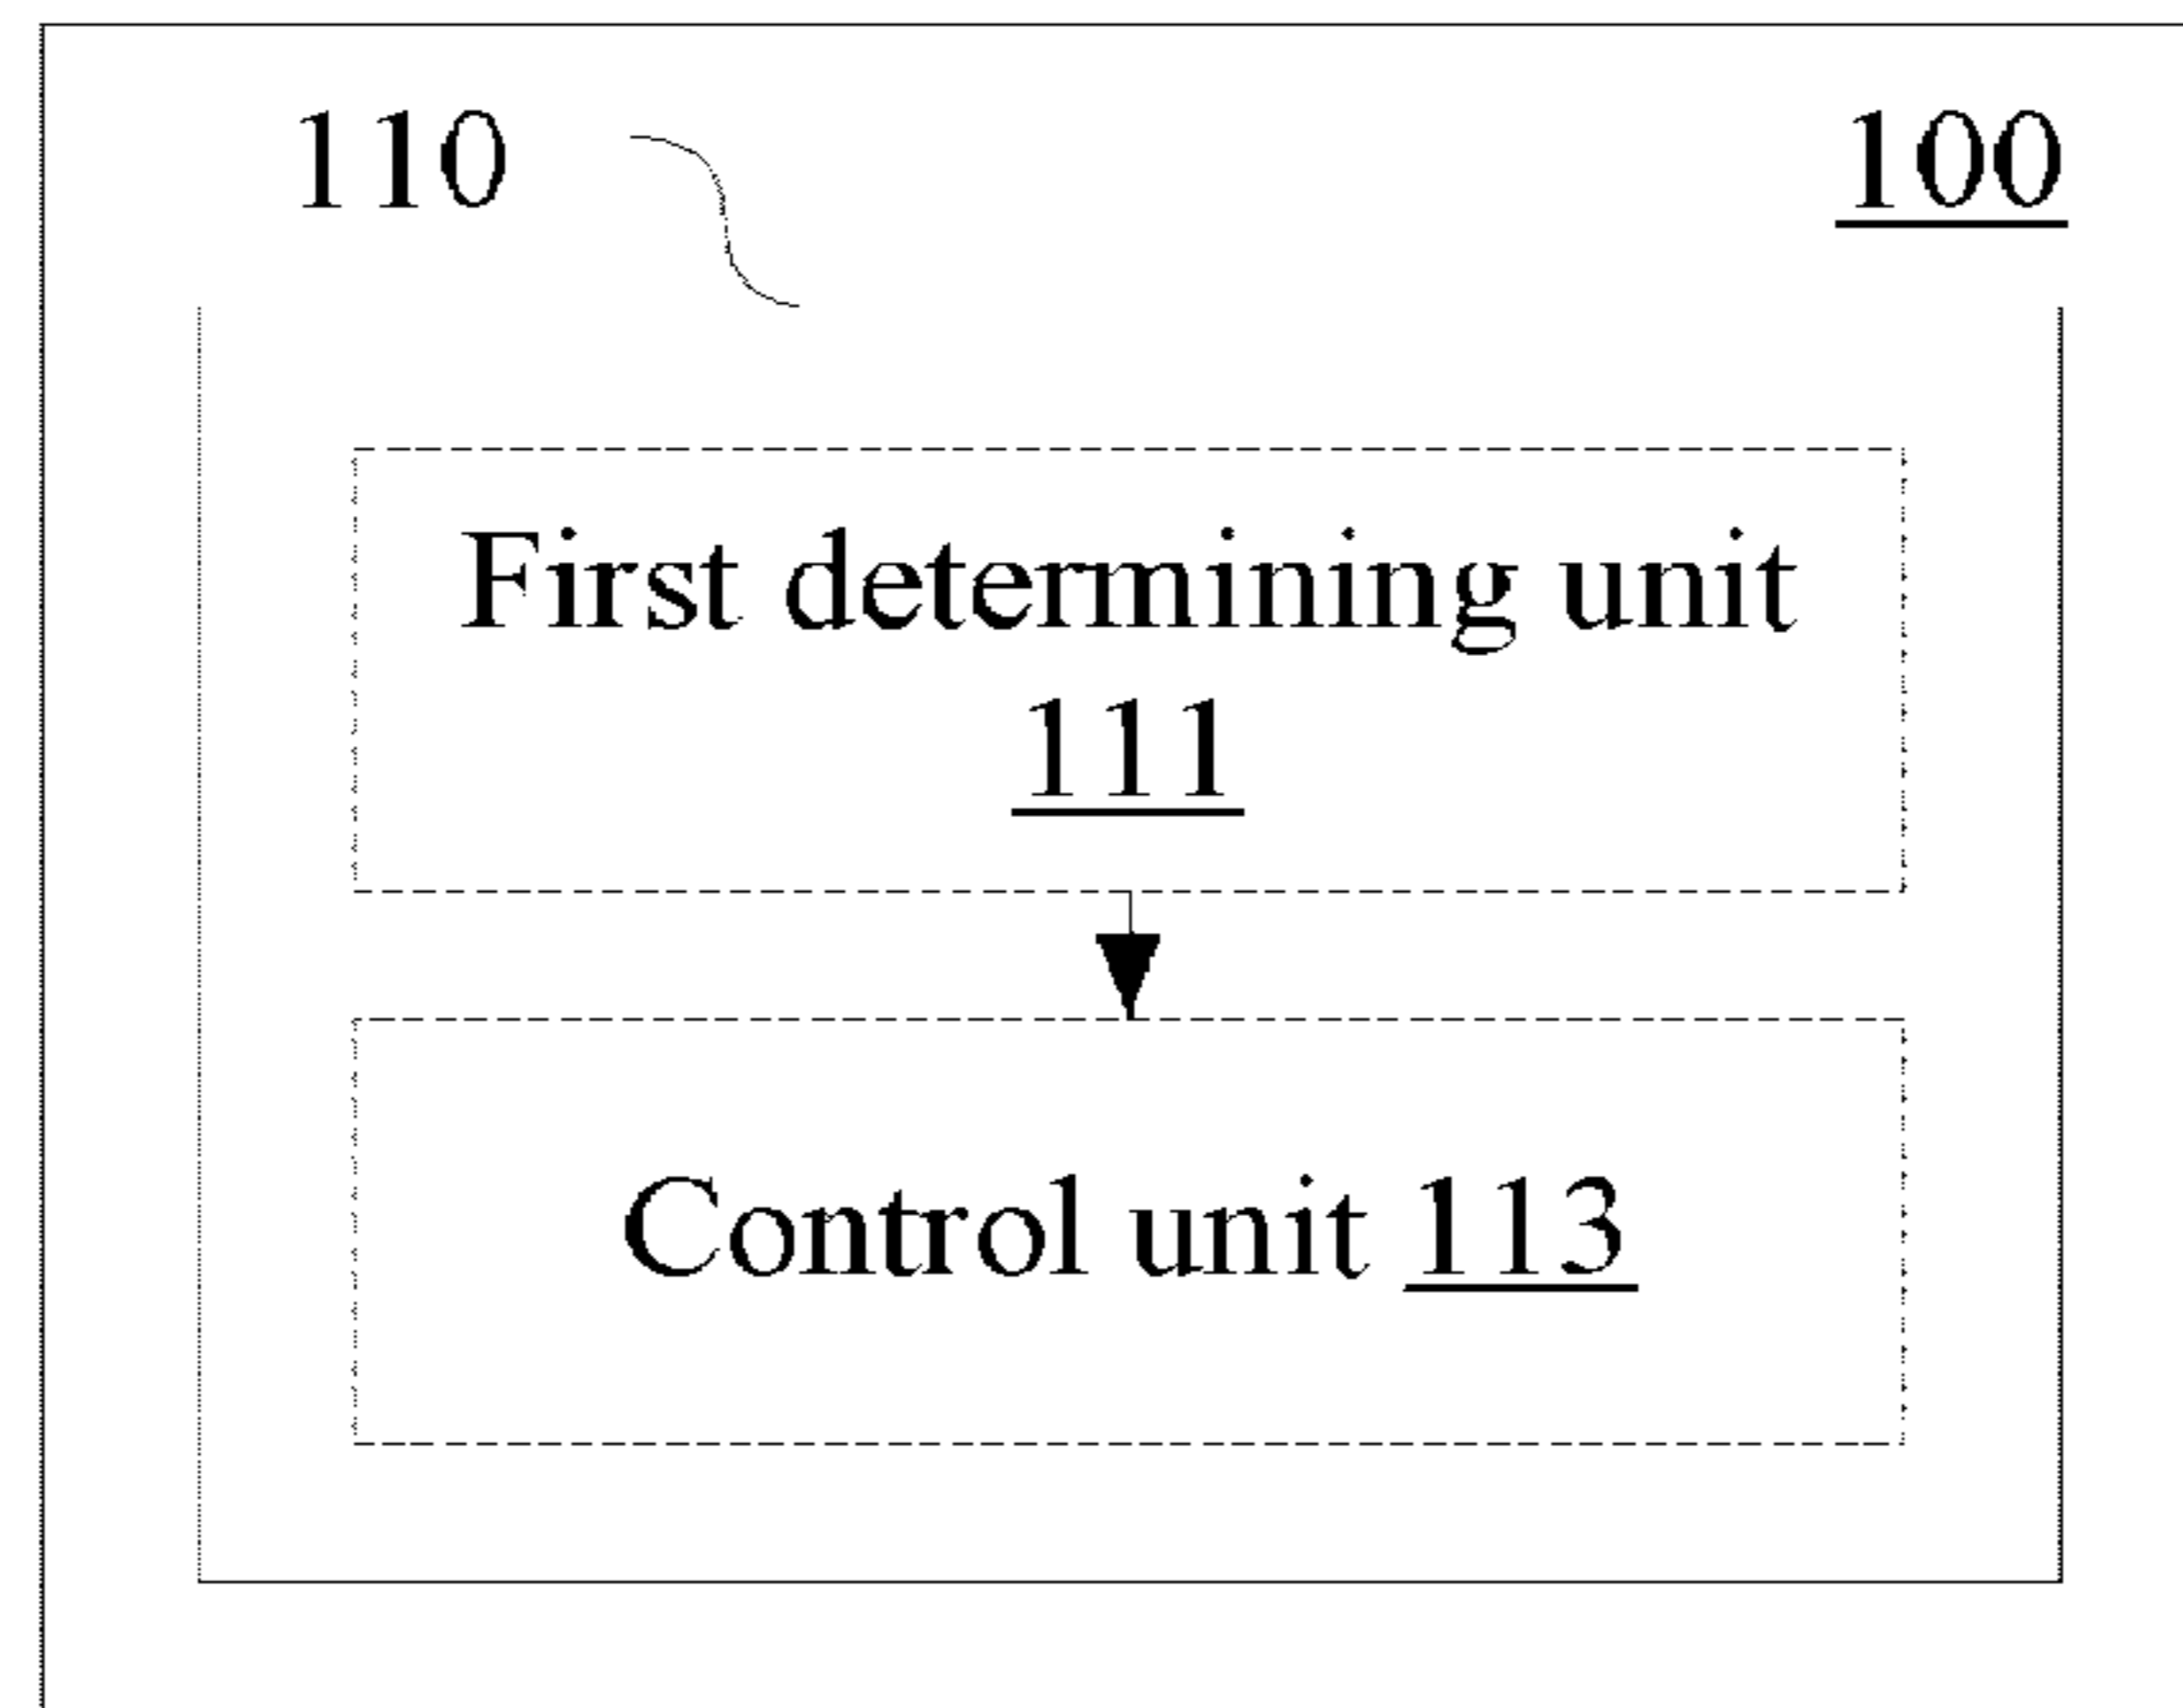 110
100
First determining unit
111
Control unit 113